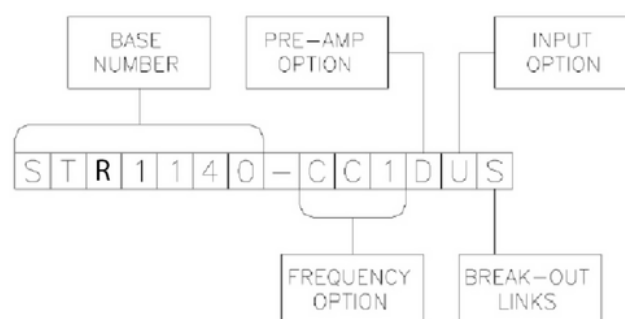 BASE
NUMBER
PRE-AMP
OPTION
INPUT
OPTION
STR1140-CC1DUS
FREQUENCY
OPTION
BREAK-OUT
LINKS